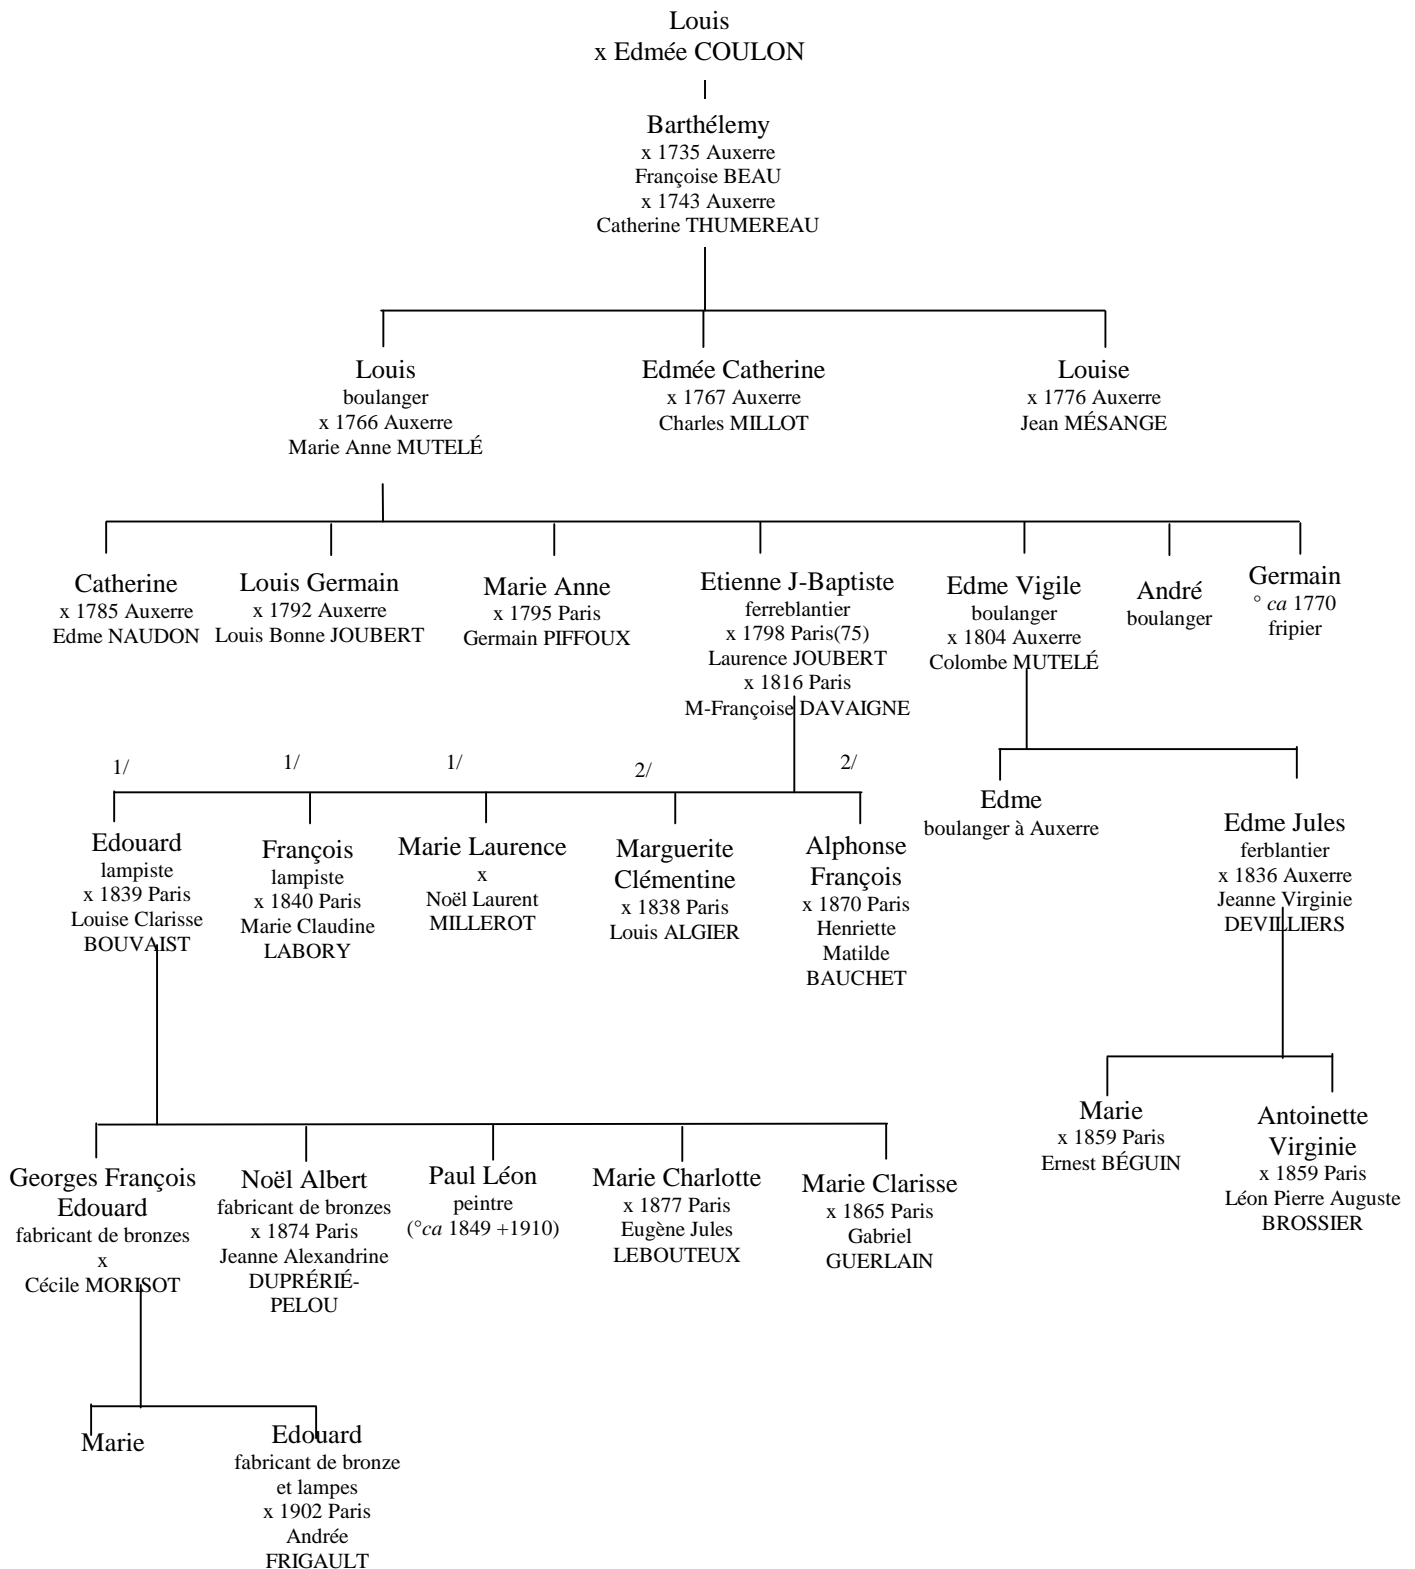 Louis
x Edmée COULON
Barthélemy
x 1735 Auxerre
Françoise BEAU
x 1743 Auxerre
Catherine THUMEREAU
Louis
boulanger
x 1766 Auxerre
Marie Anne MUTELÉ
Edmée Catherine
x 1767 Auxerre
Charles MILLOT
Louise
x 1776 Auxerre
Jean MÉSANGE
Catherine
x 1785 Auxerre
Edme NAUDON
Louis Germain
x 1792 Auxerre
Louis Bonne JOUBERT
Marie Anne
x 1795 Paris
Germain PIFFOUX
Etienne J-Baptiste
ferreblantier
x 1798 Paris(75)
Laurence JOUBERT
x 1816 Paris
M-Françoise DAVAIGNE
Edme Vigile
boulanger
x 1804 Auxerre
Colombe MUTELÉ
André
boulanger
Germain
° ca 1770
fripier
1/
1/
1/
2/
2/
Edouard
lampiste
x 1839 Paris
Louise Clarisse
BOUVAIST
François
lampiste
x 1840 Paris
Marie Claudine
LABORY
Marie Laurence
x
Noël Laurent
MILLEROT
Marguerite
Clémentine
x 1838 Paris
Louis ALGIER
Alphonse
François
x 1870 Paris
Henriette
Matilde
BAUCHET
Edme
boulanger à Auxerre
Edme Jules
ferblantier
x 1836 Auxerre
Jeanne Virginie
DEVILLIERS
Marie
x 1859 Paris
Ernest BÉGUIN
Antoinette
Virginie
x 1859 Paris
Léon Pierre Auguste
BROSSIER
Georges François
Edouard
fabricant de bronzes
x
Cécile MORISOT
Noël Albert
fabricant de bronzes
x 1874 Paris
Jeanne Alexandrine
DUPRÉRIÉ-
PELOU
Paul Léon
peintre
(°ca 1849 +1910)
Marie Charlotte
x 1877 Paris
Eugène Jules
LEBOUTEUX
Marie Clarisse
x 1865 Paris
Gabriel
GUERLAIN
Marie
Edouard
fabricant de bronze
et lampes
x 1902 Paris
Andrée
FRIGAULT